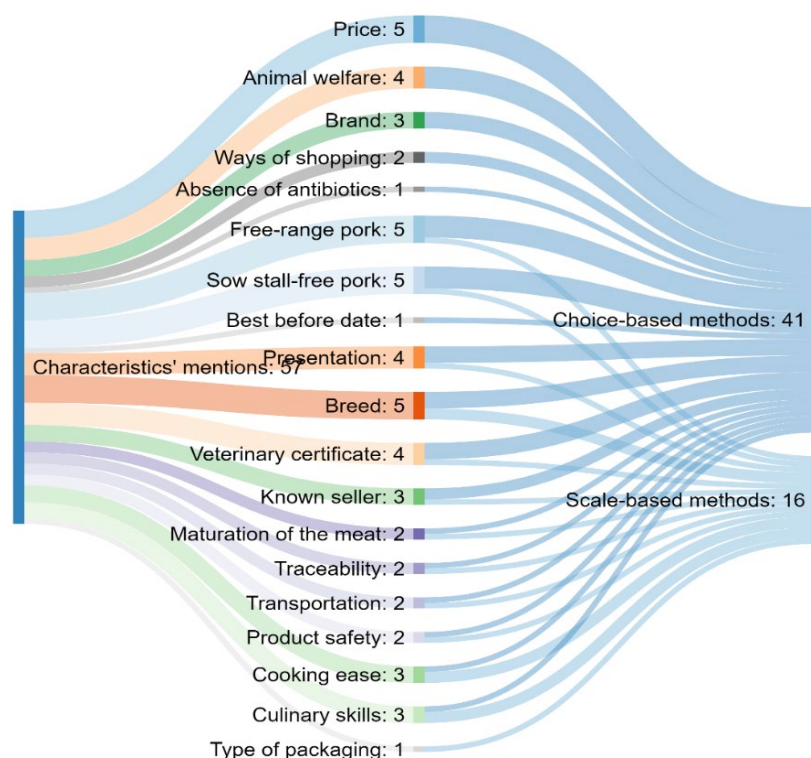 Price: 5
Animal welfare: 4
Brand: 3
Ways of shopping: 2
Absence of antibiotics: 1
Free-range pork: 5
Sow stall-free pork: 5
Best before date: 1
Choice-based methods: 41
Presentation: 4
Characteristics' mentions: 57
Breed: 5
Veterinary certificate: 4
Known seller: 3
Scale-based methods: 16
Maturation of the meat: 2
Traceability: 2
Transportation: 2
Product safety: 2
Cooking ease: 3
Culinary skills: 3
Type of packaging: 1